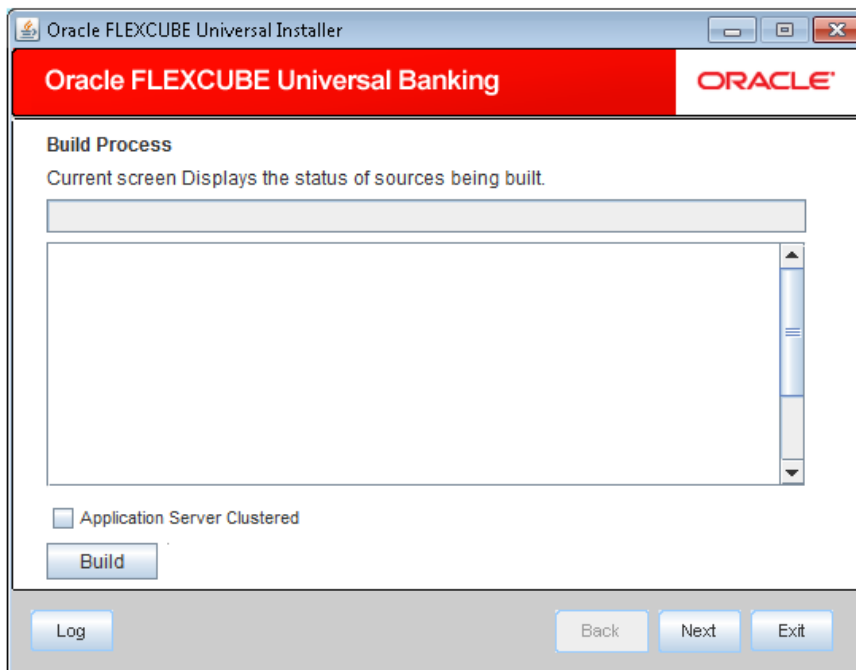 Oracle FLEXCUBE Universal Installer
Oracle FLEXCUBE Universal Banking
ORACLE
Build Process
Current screen Displays the status of sources being built.
Application Server Clustered
Build
Log Back Next Exit